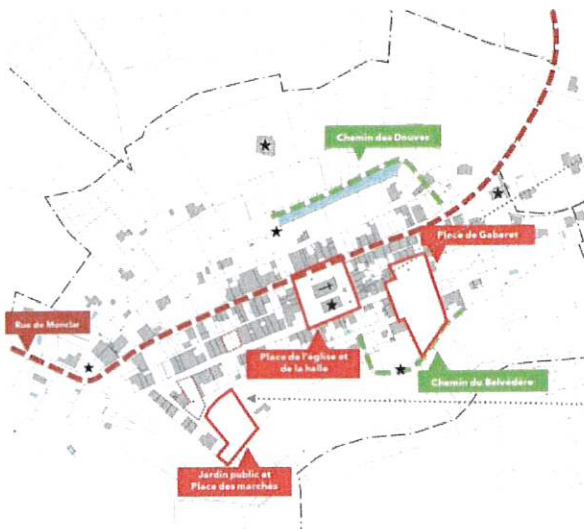 Chemin des Douves
Place de Gabaret
Rue de Monclar
Place de l'église et
de la halle
Chemin du Belvédère
Jardin public et
Place des marchés